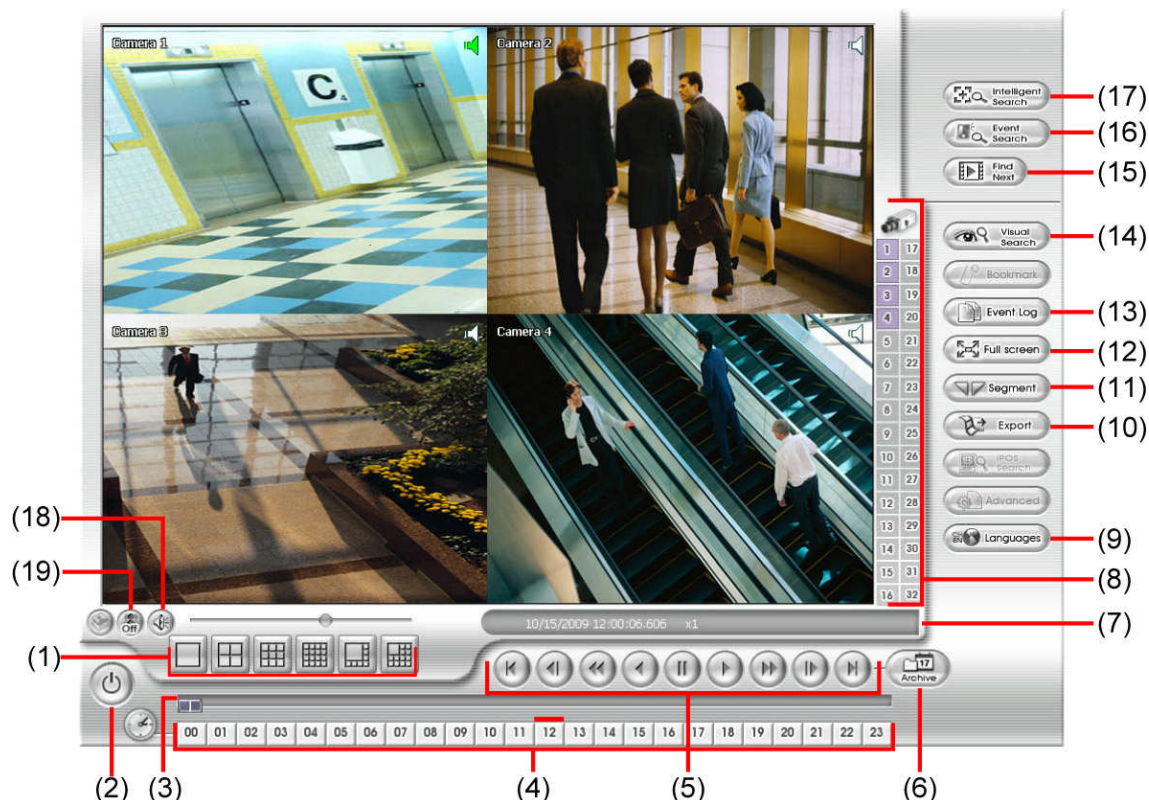 Camera 1
C
4
Camera 2
Camera 3
Camera 4
Intelligent
Search
(17)
Event
Search
(16)
Find
Next
(15)
Visual
Search
(14)
Bookmark
Event Log
(13)
Full screen
(12)
Segment
(11)
Export
(10)
iPOS
Search
Advanced
Languages
(9)
(8)
1 17
2 18
3 19
4 20
5 21
6 22
7 23
8 24
9 25
10 26
11 27
12 28
13 29
14 30
15 31
16 32
(18)
(19)
Off
10/15/2009 12:00:06.606 x1
(7)
(1)
17
Archive
00 01 02 03 04 05 06 07 08 09 10 11 12 13 14 15 16 17 18 19 20 21 22 23
(2) (3) (4) (5) (6)